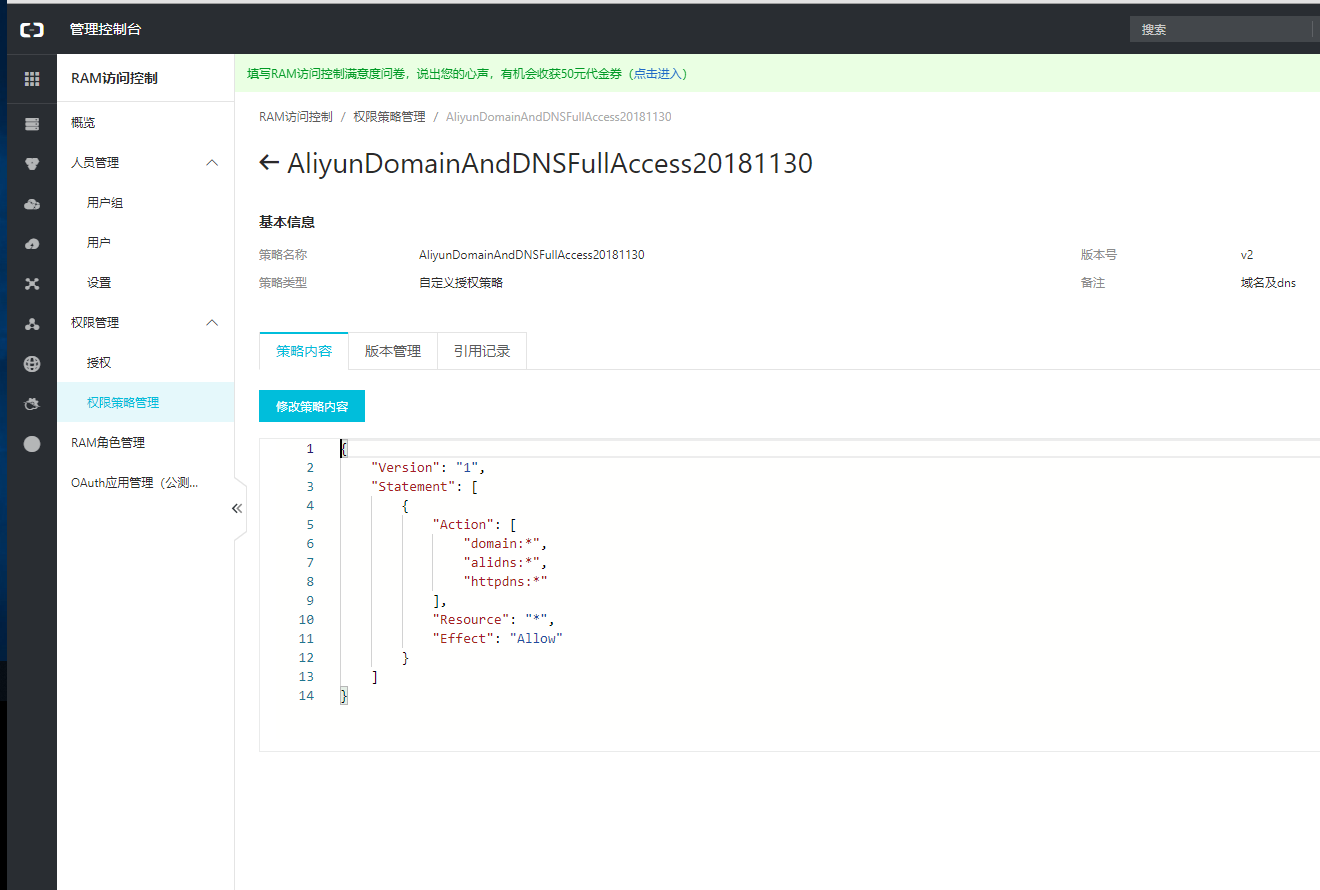 管理控制台
搜索
RAM访问控制
概览
人员管理
用户组
用户
设置
权限管理
授权
权限策略管理
RAM角色管理
OAuth应用管理（公测...
填写RAM访问控制满意度问卷，说出您的心声，有机会收获50元代金券（点击进入）
RAM访问控制 / 权限策略管理 / AliyunDomainAndDNSFullAccess20181130
AliyunDomainAndDNSFullAccess20181130
基本信息
策略名称 AliyunDomainAndDNSFullAccess20181130 版本号 v2
策略类型 自定义授权策略 备注 域名及dns
策略内容 版本管理 引用记录
修改策略内容
1 {
2 "Version": "1",
3 "Statement": [
4 {
5 "Action": [
6 "domain:*",
7 "alidns:*",
8 "httpdns:*"
9 ],
10 "Resource": "*",
11 "Effect": "Allow"
12 }
13 ]
14 }